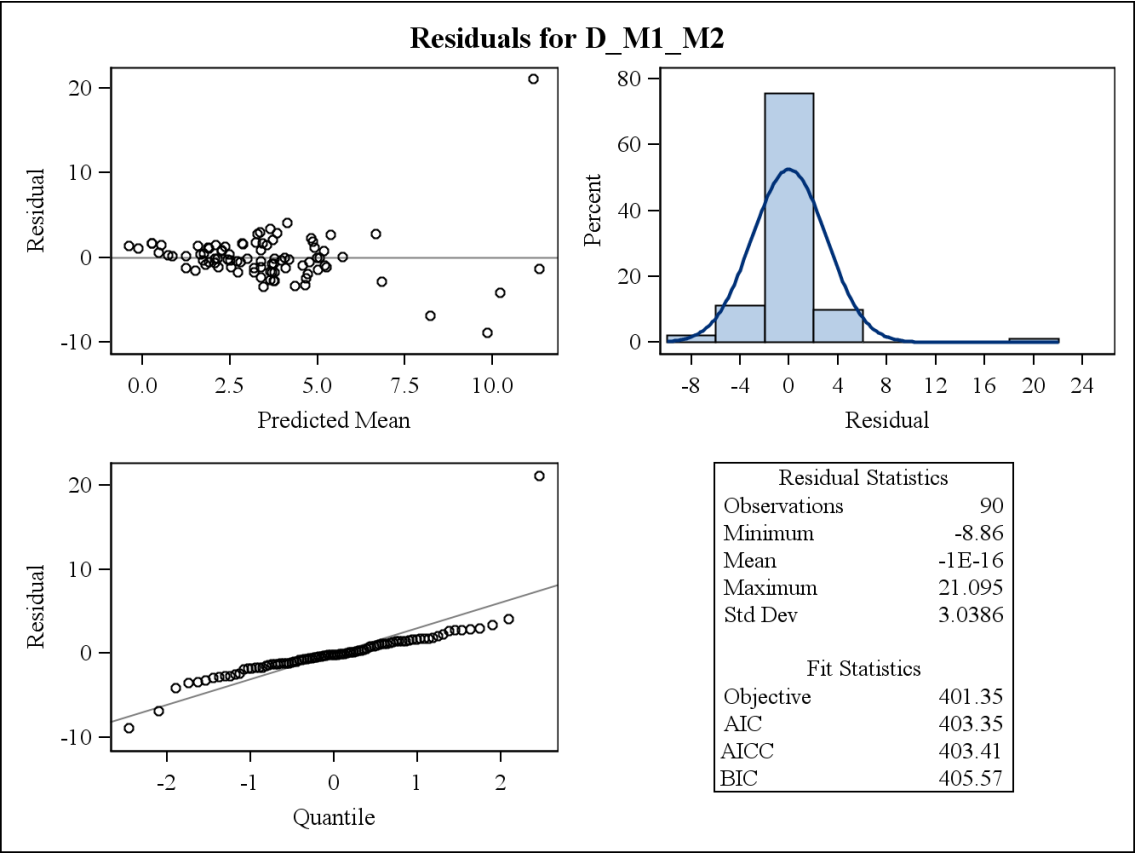 Residuals for D_M1_M2
20
10
0
-10
Residual
0.0 2.5 5.0 7.5 10.0
Predicted Mean
80
60
40
20
0
Percent
-8 -4 0 4 8 12 16 20 24
Residual
20
10
0
-10
Residual
-2 -1 0 1 2
Quantile
Residual Statistics
Observations 90
Minimum -8.86
Mean -1E-16
Maximum 21.095
Std Dev 3.0386
Fit Statistics
Objective 401.35
AIC 403.35
AICC 403.41
BIC 405.57